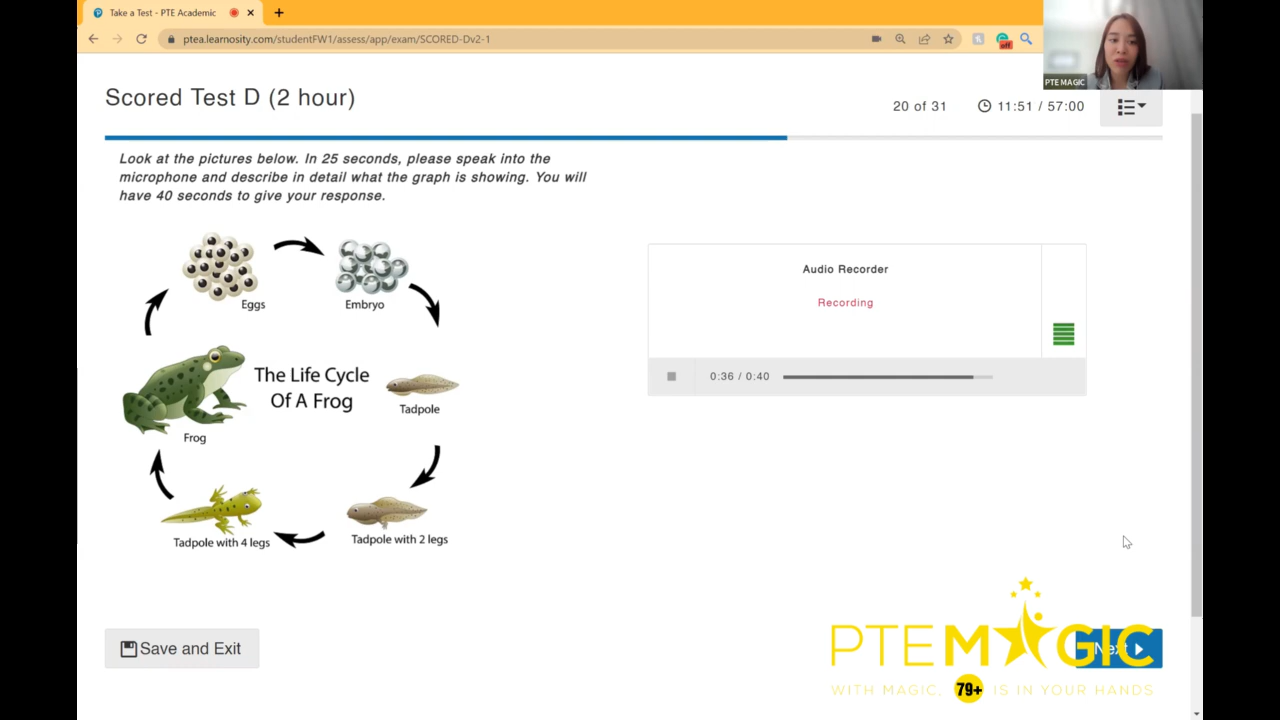 Take a Test - PTE Academic
ptea.learnosity.com/studentFW1/assess/app/exam/SCORED-Dv2-1
off
PTE MAGIC
Scored Test D (2 hour)
20 of 31
11:51 / 57:00
Look at the pictures below. In 25 seconds, please speak into the
microphone and describe in detail what the graph is showing. You will
have 40 seconds to give your response.
Eggs
Embryo
The Life Cycle
Of A Frog
Tadpole
Frog
Tadpole with 4 legs
Tadpole with 2 legs
Audio Recorder
Recording
0:36 / 0:40
Save and Exit
Next
PTEMAGIC
WITH MAGIC, 79+ IS IN YOUR HANDS